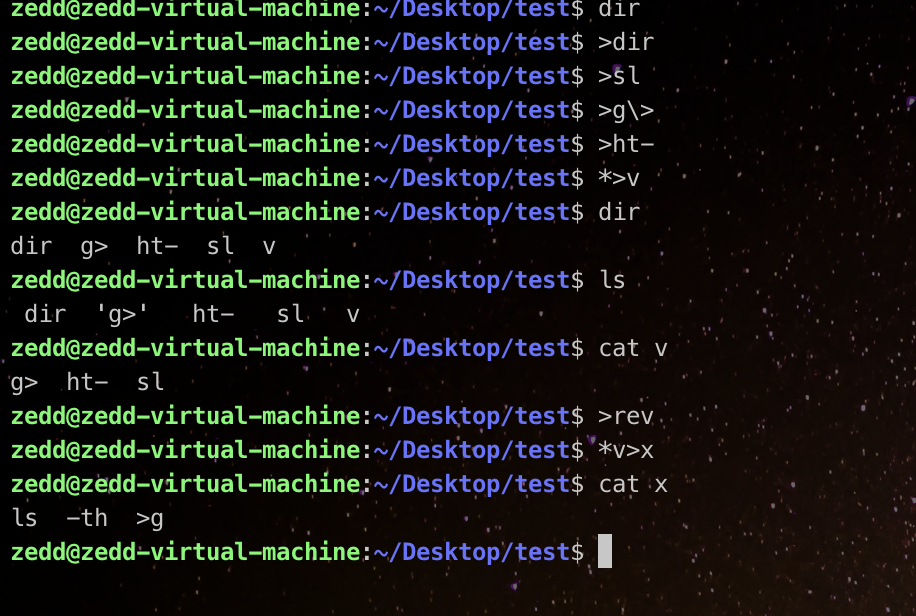 zedd@zedd-virtual-machine:~/Desktop/test$ dir
zedd@zedd-virtual-machine:~/Desktop/test$ >dir
zedd@zedd-virtual-machine:~/Desktop/test$ >sl
zedd@zedd-virtual-machine:~/Desktop/test$ >g\>
zedd@zedd-virtual-machine:~/Desktop/test$ >ht-
zedd@zedd-virtual-machine:~/Desktop/test$ *>v
zedd@zedd-virtual-machine:~/Desktop/test$ dir
dir  g>  ht-  sl  v
zedd@zedd-virtual-machine:~/Desktop/test$ ls
 dir  'g>'   ht-   sl   v
zedd@zedd-virtual-machine:~/Desktop/test$ cat v
g>  ht-  sl
zedd@zedd-virtual-machine:~/Desktop/test$ >rev
zedd@zedd-virtual-machine:~/Desktop/test$ *v>x
zedd@zedd-virtual-machine:~/Desktop/test$ cat x
ls  -th  >g
zedd@zedd-virtual-machine:~/Desktop/test$